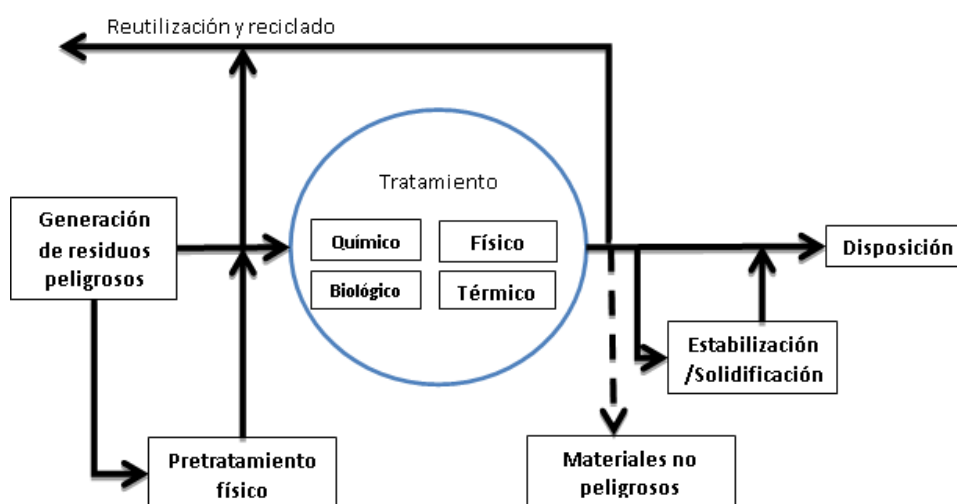 Reutilización y reciclado
Tratamiento
Generación
de residuos
peligrosos
Químico
Físico
Biológico
Térmico
Disposición
Estabilización
/Solidificación
Pretratamiento
físico
Materiales no
peligrosos